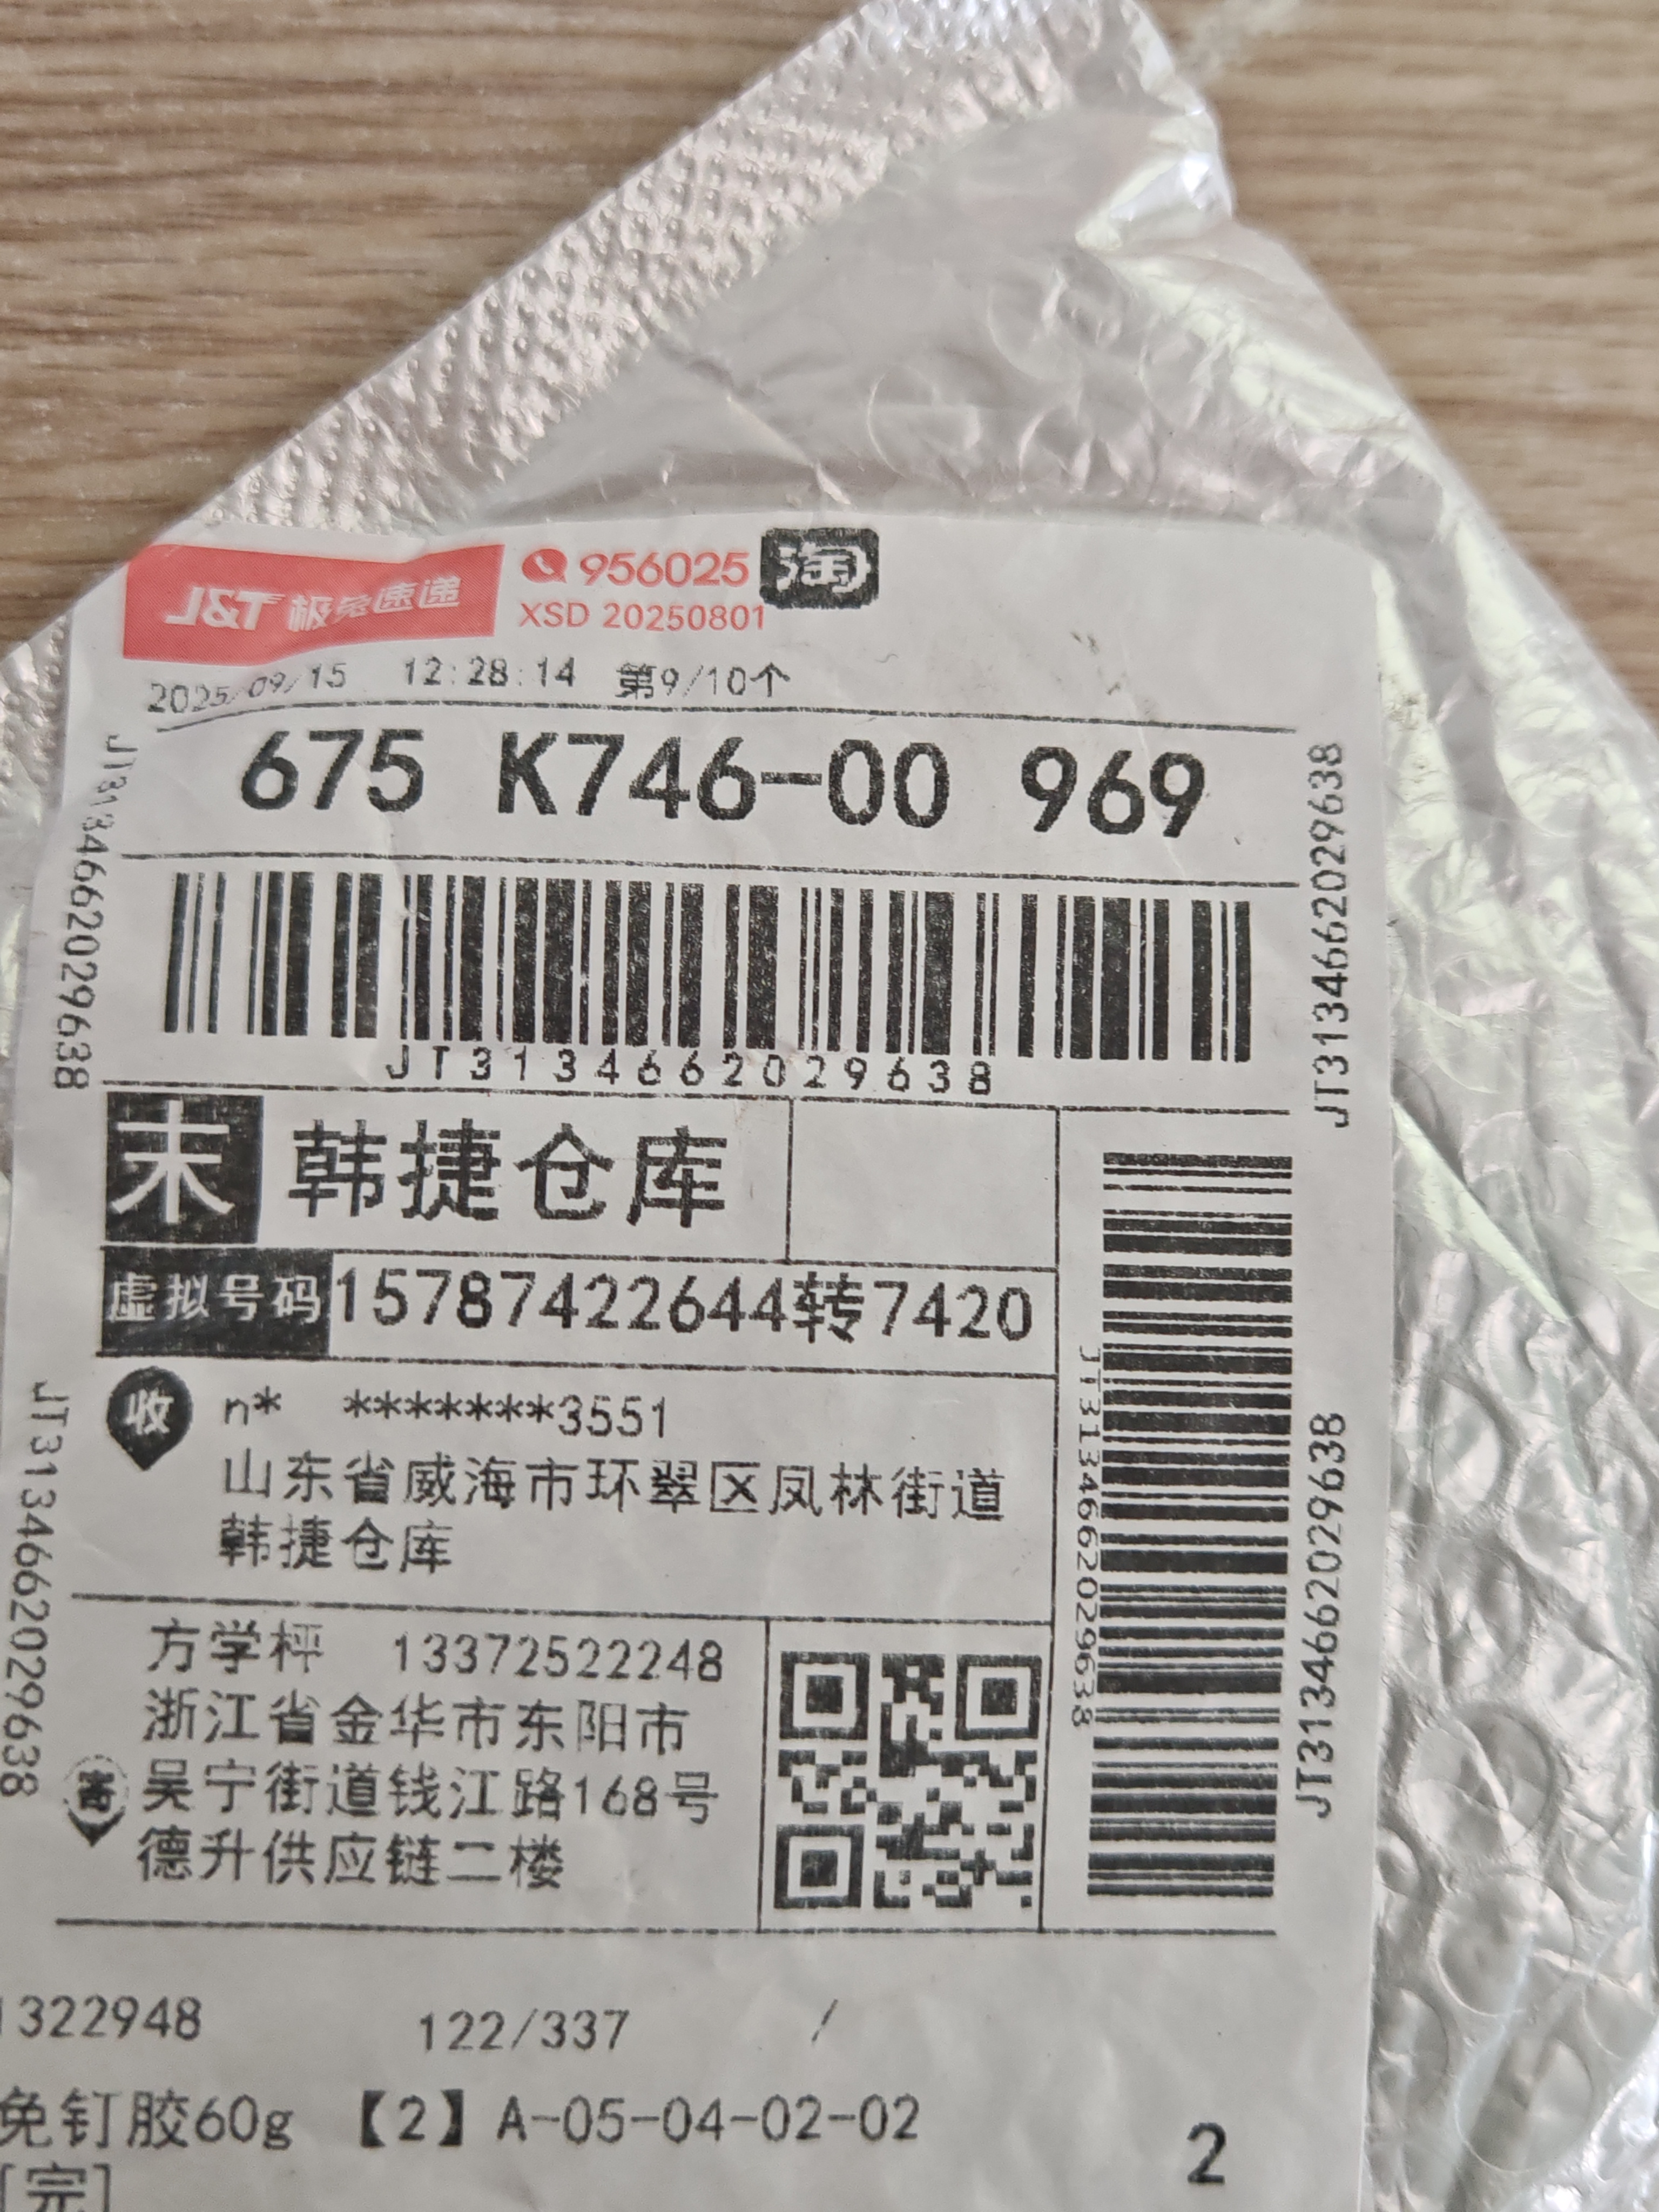 J&T 极兔速递
956025 淘
XSD 20250801
2025/09/15 12:28:14 第9/10个
675 K746-00 969
JT3134662029638
JT3134662029638
JT3134662029638
末 韩捷仓库
虚拟号码 15787422644转7420
收 n* *******3551
山东省威海市环翠区凤林街道
韩捷仓库
JT3134662029638
JT3134662029638
JT3134662029638
寄 方学枰 13372522248
浙江省金华市东阳市
吴宁街道钱江路168号
德升供应链二楼
1322948 122/337 /
免钉胶60g 【2】A-05-04-02-02
2
[完]